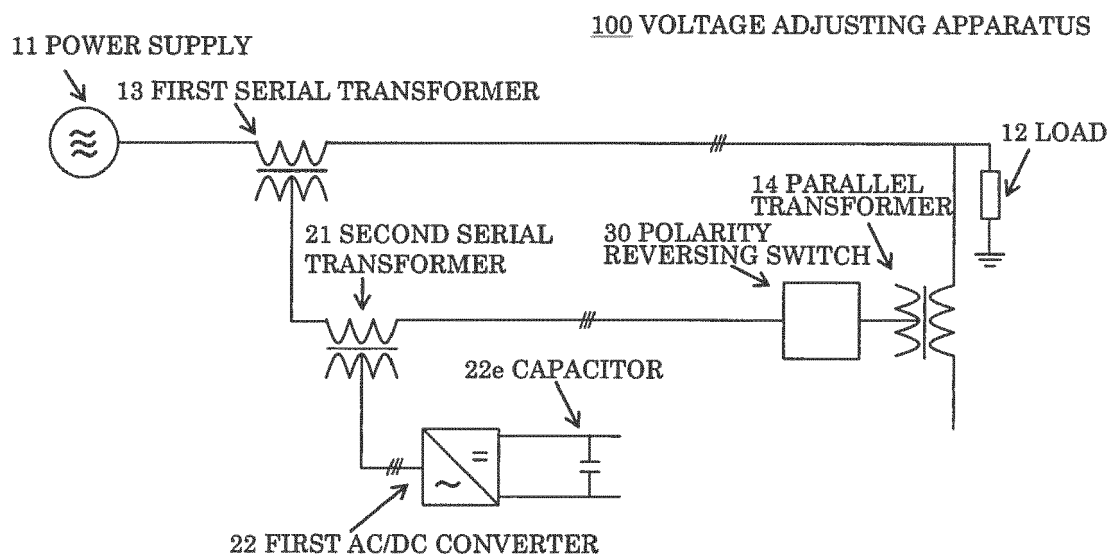 100 VOLTAGE ADJUSTING APPARATUS
11 POWER SUPPLY
13 FIRST SERIAL TRANSFORMER
12 LOAD
14 PARALLEL
TRANSFORMER
21 SECOND SERIAL
TRANSFORMER
30 POLARITY
REVERSING SWITCH
22e CAPACITOR
22 FIRST AC/DC CONVERTER